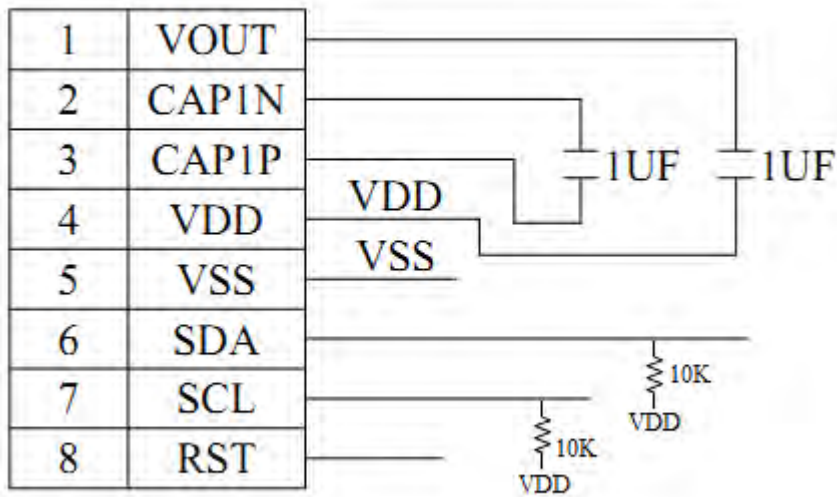 1 VOUT
2 CAP1N
3 CAP1P
4 VDD
5 VSS
6 SDA
7 SCL
8 RST
VDD
VSS
1UF
1UF
10K
VDD
10K
VDD